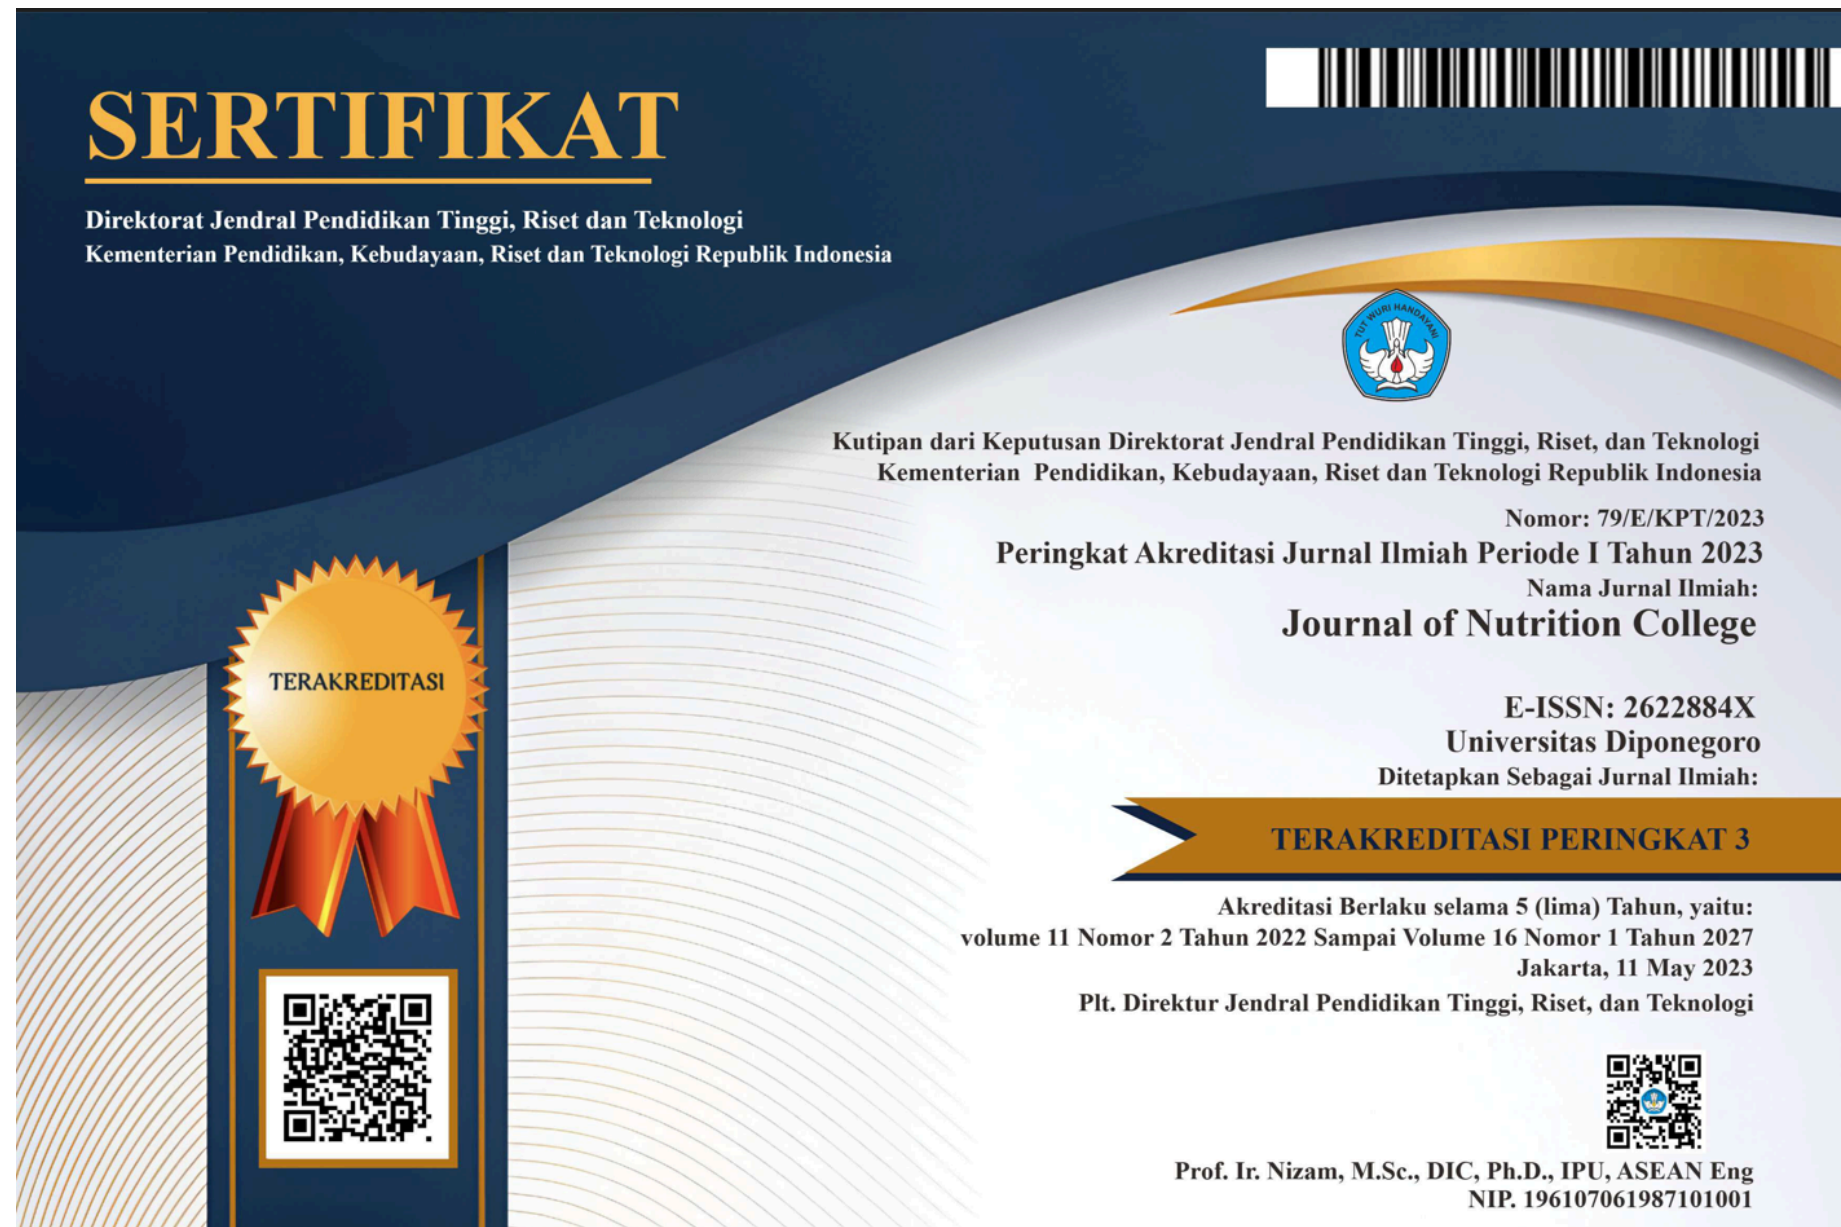 SERTIFIKAT
Direktorat Jendral Pendidikan Tinggi, Riset dan Teknologi
Kementerian Pendidikan, Kebudayaan, Riset dan Teknologi Republik Indonesia
TUT WURI HANDAYANI
Kutipan dari Keputusan Direktorat Jendral Pendidikan Tinggi, Riset, dan Teknologi
Kementerian Pendidikan, Kebudayaan, Riset dan Teknologi Republik Indonesia
Nomor: 79/E/KPT/2023
Peringkat Akreditasi Jurnal Ilmiah Periode I Tahun 2023
Nama Jurnal Ilmiah:
Journal of Nutrition College
E-ISSN: 2622884X
Universitas Diponegoro
Ditetapkan Sebagai Jurnal Ilmiah:
TERAKREDITASI PERINGKAT 3
Akreditasi Berlaku selama 5 (lima) Tahun, yaitu:
volume 11 Nomor 2 Tahun 2022 Sampai Volume 16 Nomor 1 Tahun 2027
Jakarta, 11 May 2023
Plt. Direktur Jendral Pendidikan Tinggi, Riset, dan Teknologi
Prof. Ir. Nizam, M.Sc., DIC, Ph.D., IPU, ASEAN Eng
NIP. 196107061987101001
TERAKREDITASI